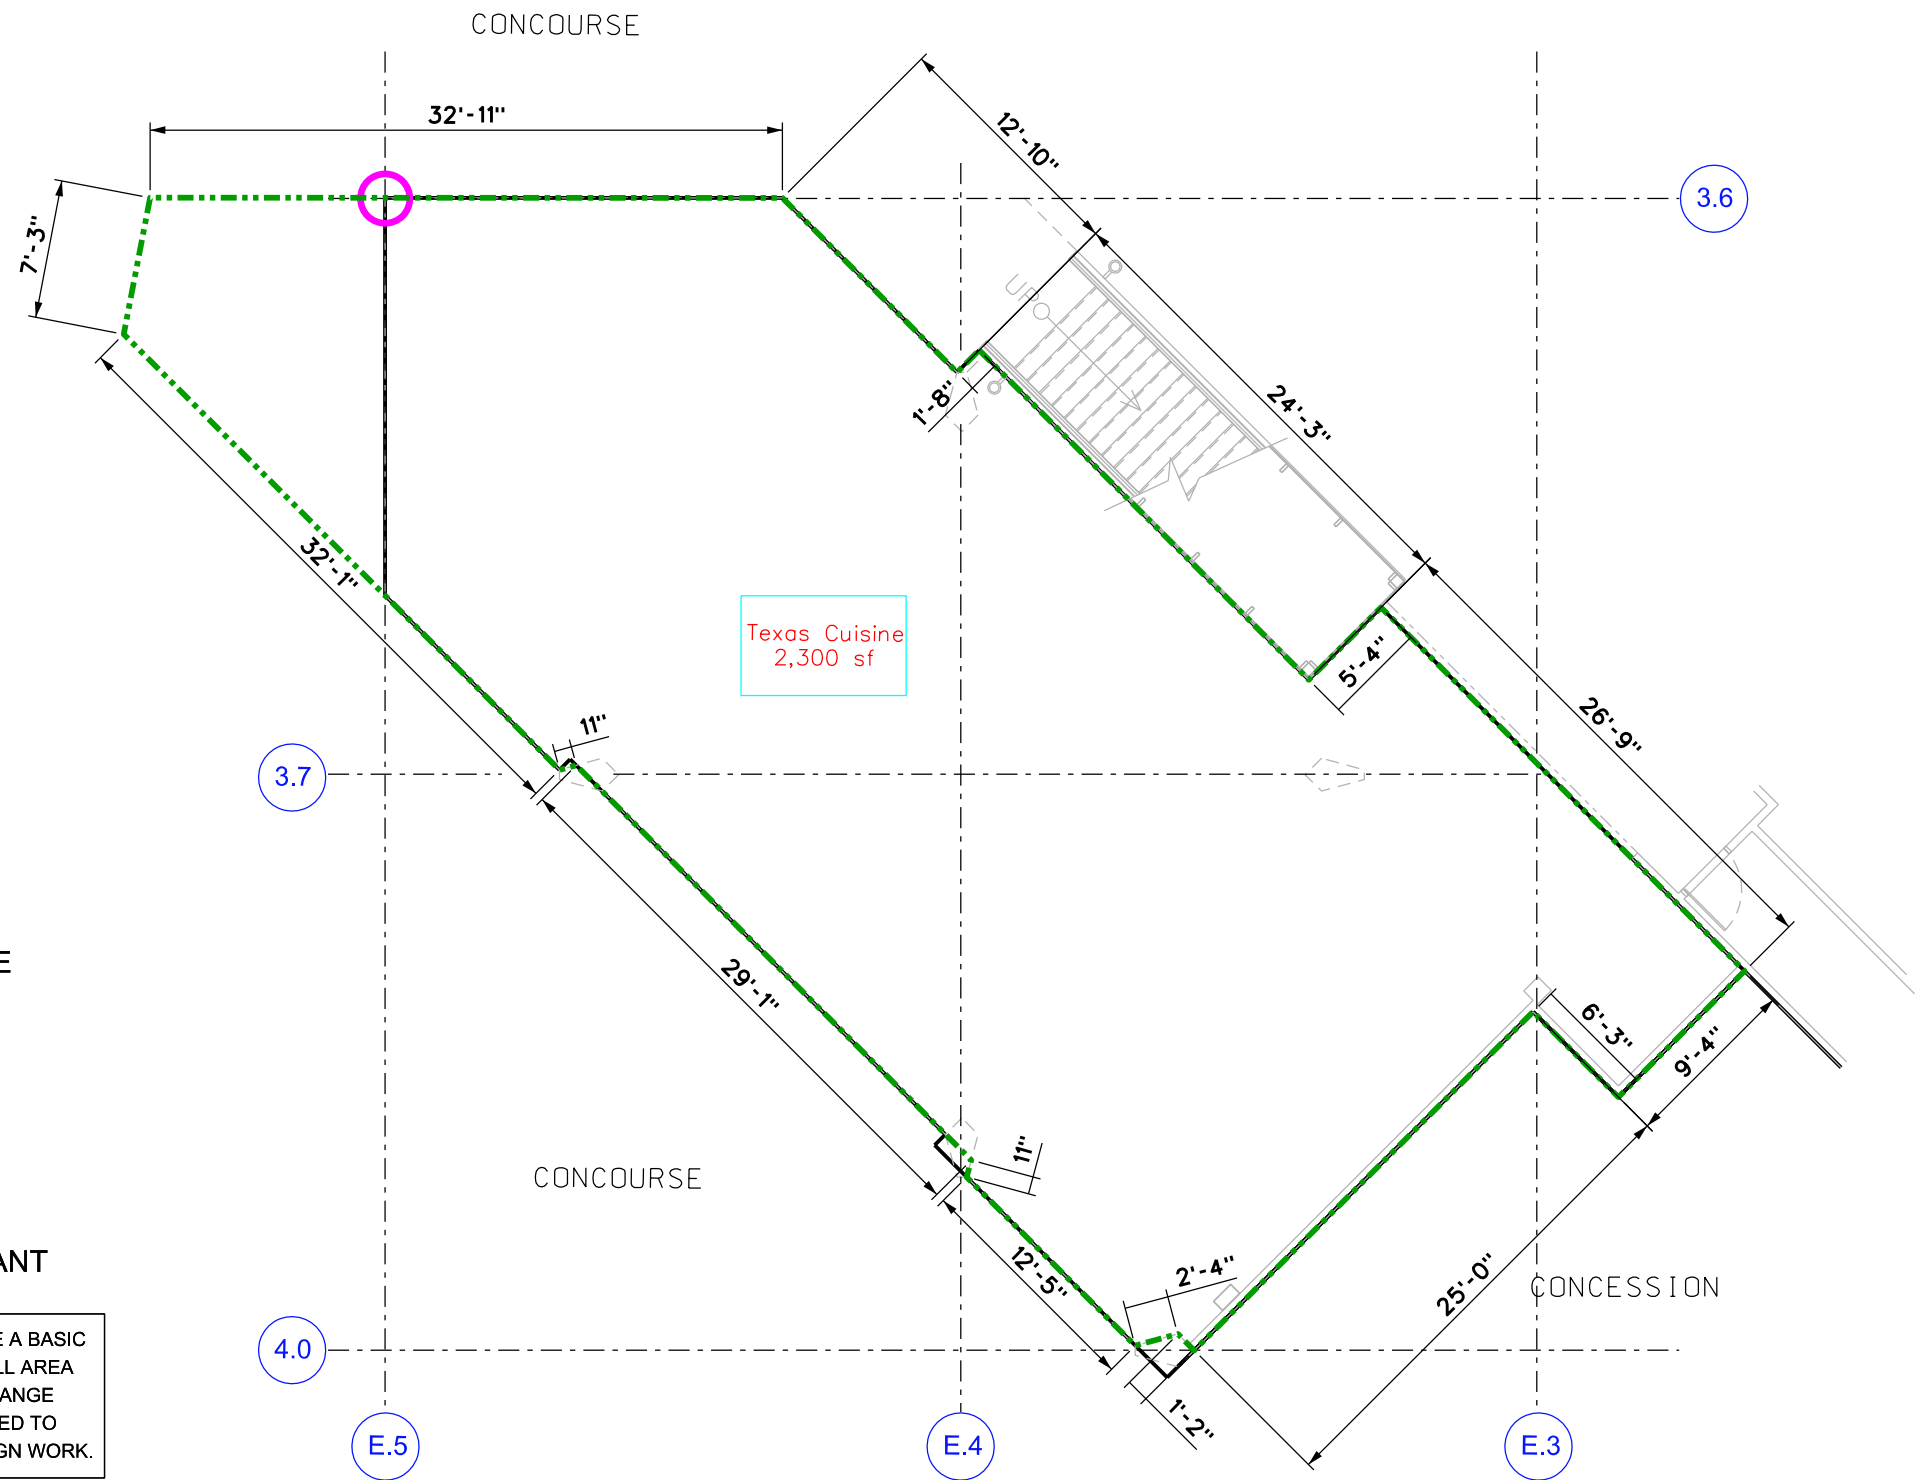 CONCOURSE
32'-11"
12'-10"
3.6
7'-3"
UP
1'-8"
24'-3"
32'-1"
Texas Cuisine
2,300 sf
5'-4"
11"
26'-9"
3.7
E
29'-1"
6'-3"
9'-4"
CONCOURSE
11"
ANT
12'-5"
2'-4"
25'-0"
CONCESSION
E A BASIC
LL AREA
ANGE
ED TO
GN WORK.
4.0
1'-2"
E.5
E.4
E.3